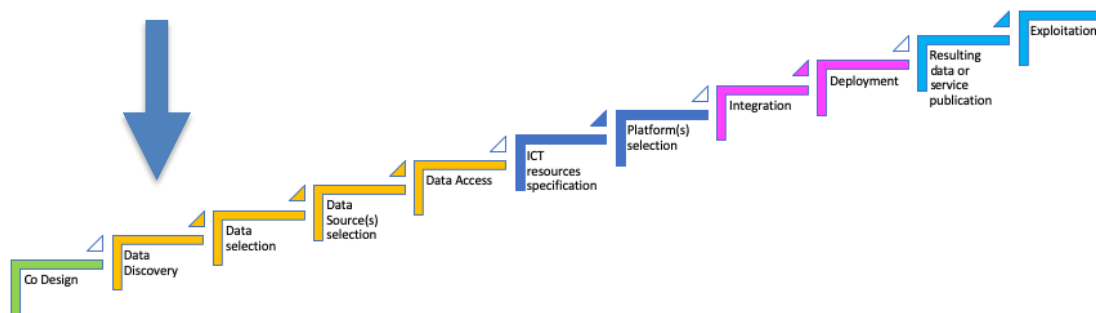 Co Design
Data
Discovery
Data
selection
Data
Source(s)
selection
Data Access
ICT
resources
specification
Platform(s)
selection
Integration
Deployment
Resulting
data or
service
publication
Exploitation